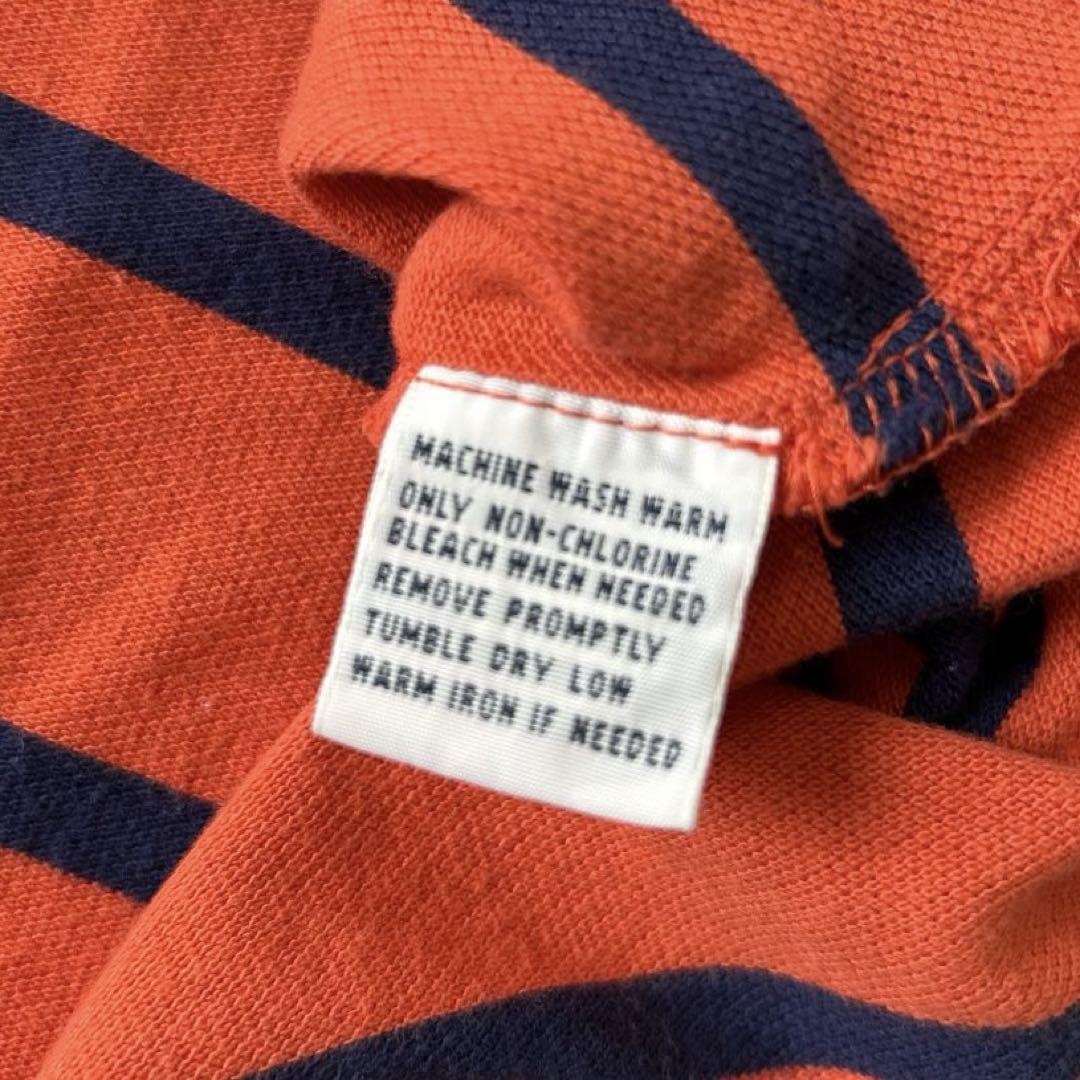 MACHINE WASH WARM
ONLY NON-CHLORINE
BLEACH WHEN NEEDED
REMOVE PROMPTLY
TUMBLE DRY LOW
WARM IRON IF NEEDED